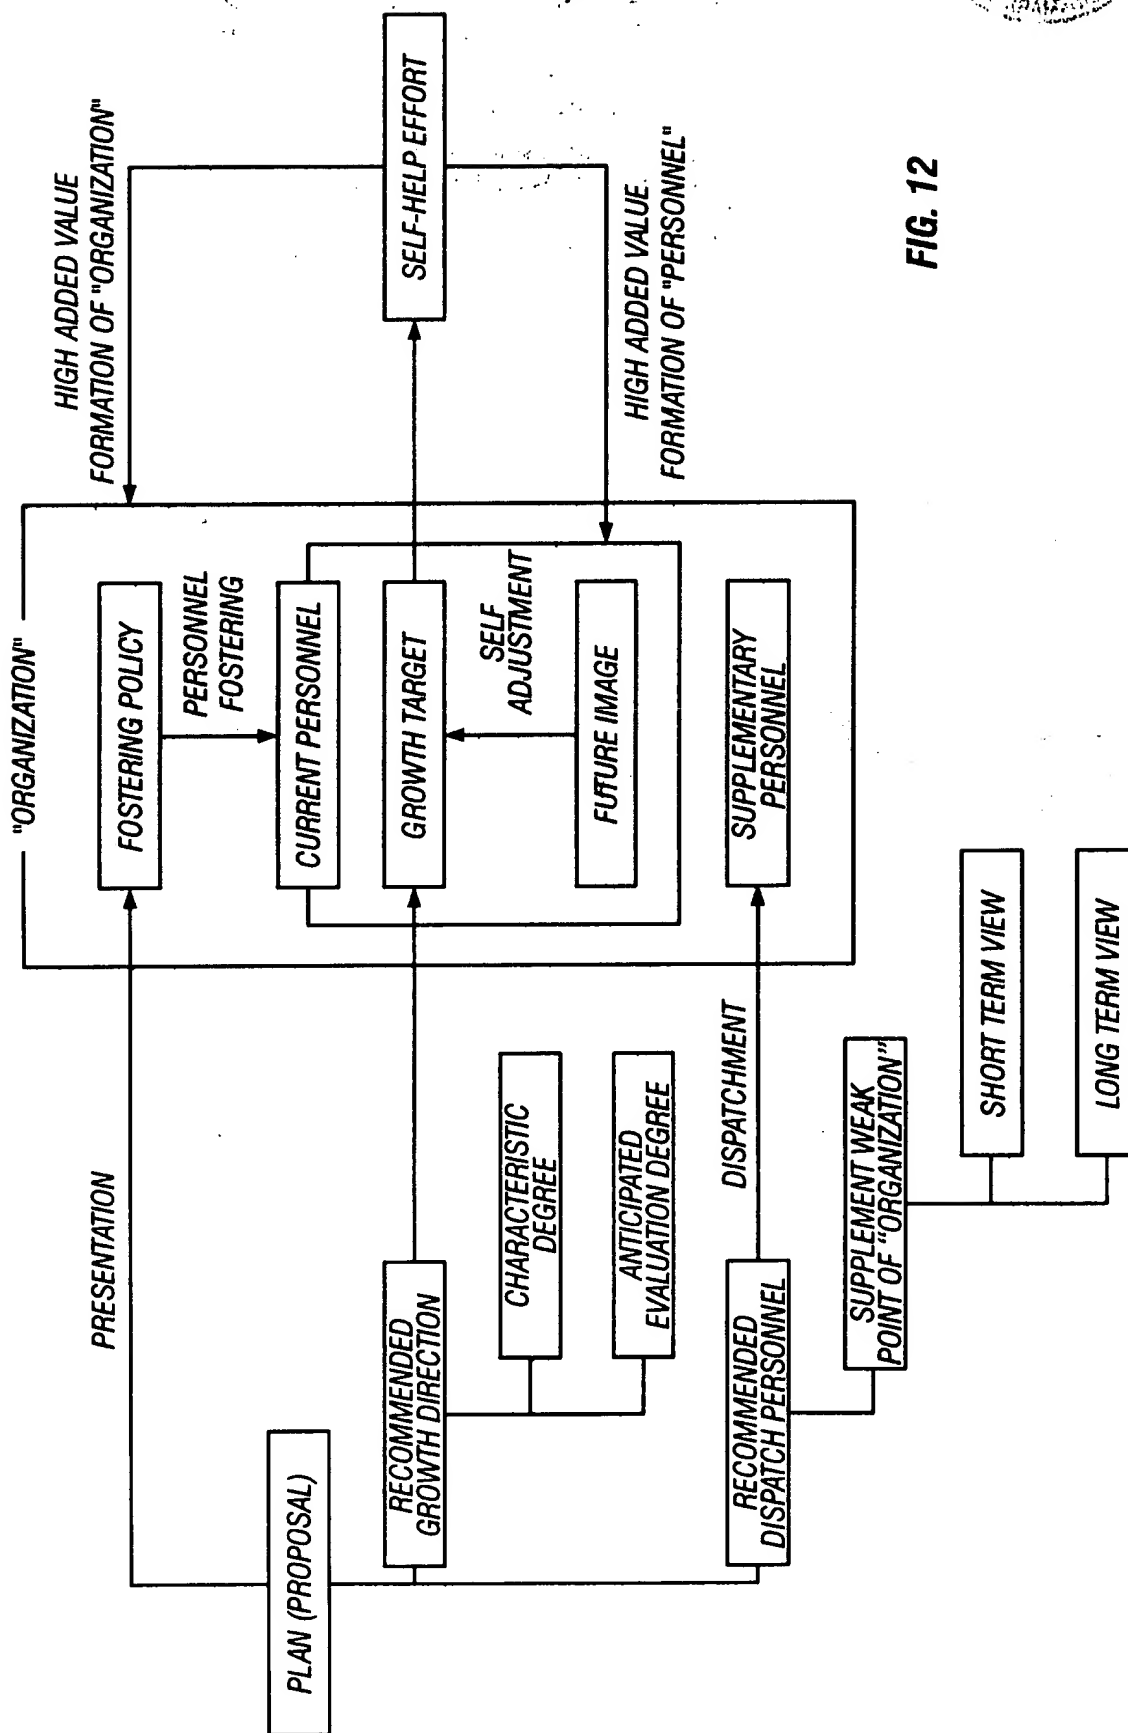 PLAN (PROPOSAL)
PRESENTATION
RECOMMENDED
GROWTH DIRECTION
CHARACTERISTIC
DEGREE
ANTICIPATED
EVALUATION DEGREE
RECOMMENDED
DISPATCH PERSONNEL
DISPATCHMENT
SUPPLEMENT WEAK
POINT OF "ORGANIZATION"
SHORT TERM VIEW
LONG TERM VIEW
"ORGANIZATION"
FOSTERING POLICY
PERSONNEL
FOSTERING
CURRENT PERSONNEL
GROWTH TARGET
SELF
ADJUSTMENT
FUTURE IMAGE
SUPPLEMENTARY
PERSONNEL
HIGH ADDED VALUE
FORMATION OF "ORGANIZATION"
SELF-HELP EFFORT
HIGH ADDED VALUE
FORMATION OF "PERSONNEL"
FIG. 12